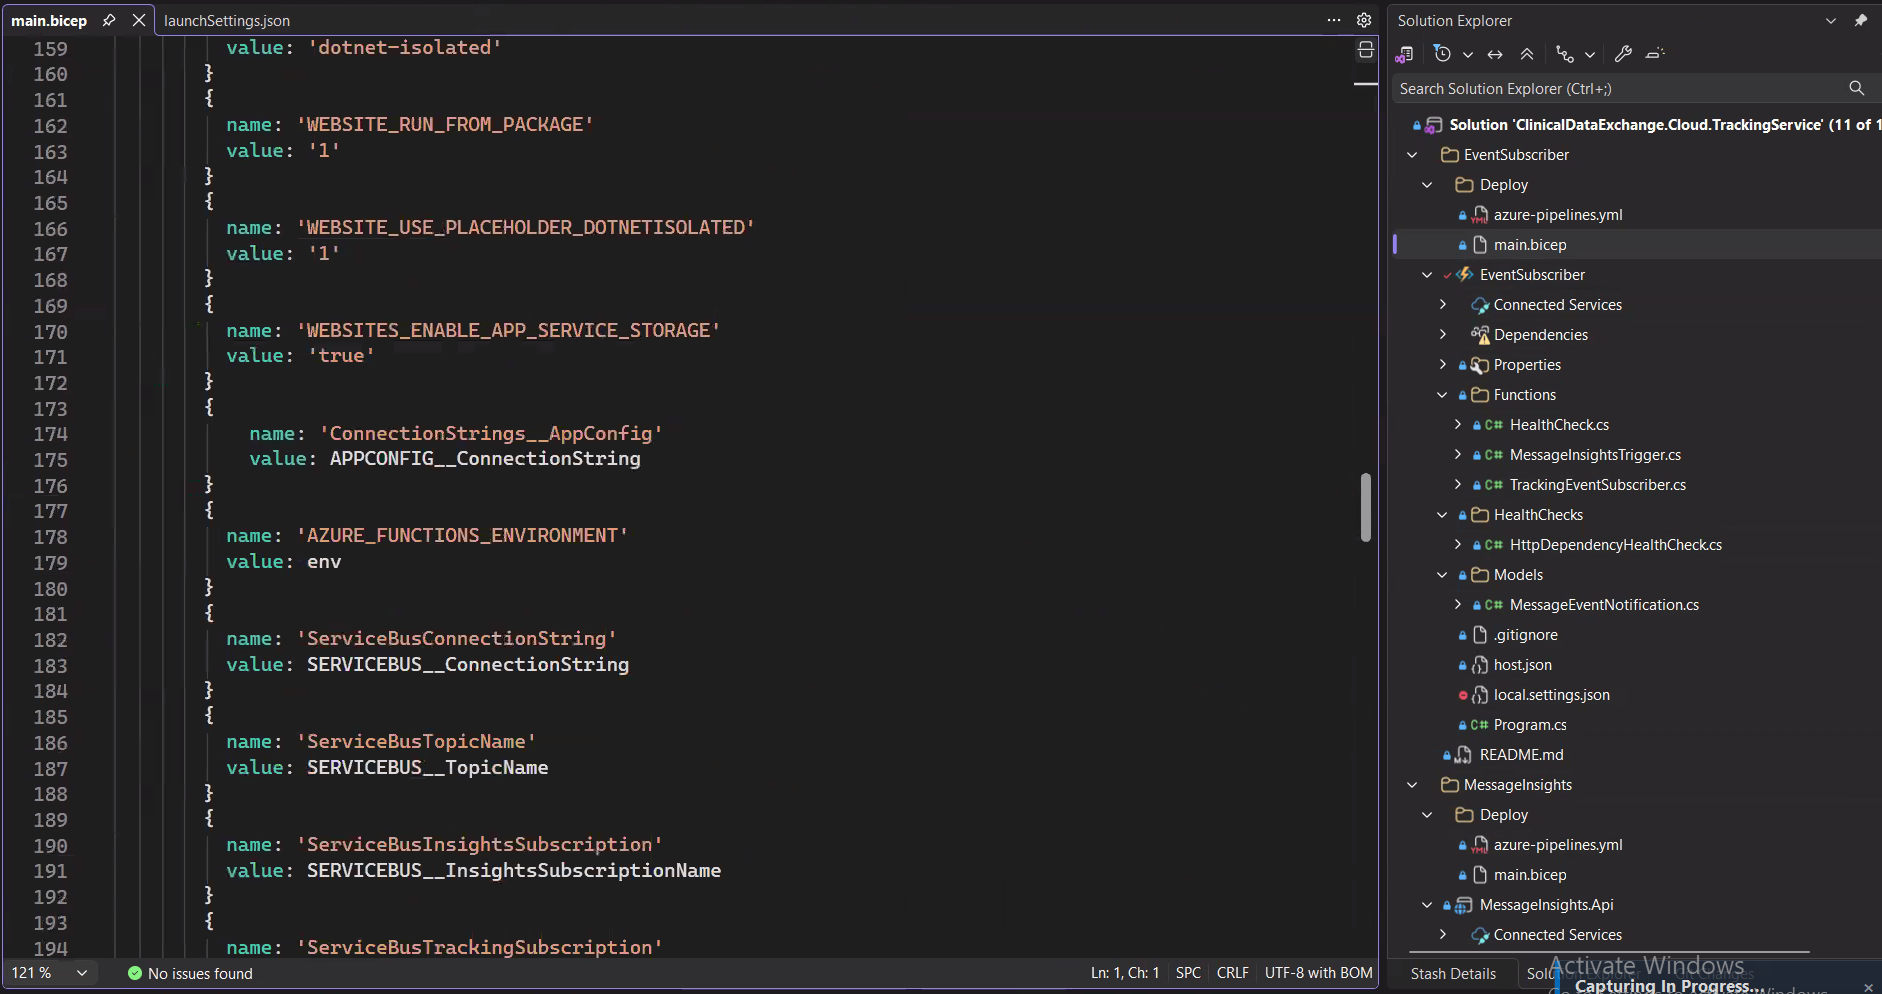 main.bicep
launchSettings.json
159 value: 'dotnet-isolated'
160 }
161 {
162 name: 'WEBSITE_RUN_FROM_PACKAGE'
163 value: '1'
164 }
165 {
166 name: 'WEBSITE_USE_PLACEHOLDER_DOTNETISOLATED'
167 value: '1'
168 }
169 {
170 name: 'WEBSITES_ENABLE_APP_SERVICE_STORAGE'
171 value: 'true'
172 }
173 {
174 name: 'ConnectionStrings__AppConfig'
175 value: APPCONFIG__ConnectionString
176 }
177 {
178 name: 'AZURE_FUNCTIONS_ENVIRONMENT'
179 value: env
180 }
181 {
182 name: 'ServiceBusConnectionString'
183 value: SERVICEBUS__ConnectionString
184 }
185 {
186 name: 'ServiceBusTopicName'
187 value: SERVICEBUS__TopicName
188 }
189 {
190 name: 'ServiceBusInsightsSubscription'
191 value: SERVICEBUS__InsightsSubscriptionName
192 }
193 {
194 name: 'ServiceBusTrackingSubscription'
121 %
No issues found
Ln: 1, Ch: 1 SPC CRLF UTF-8 with BOM
Solution Explorer
Search Solution Explorer (Ctrl+;)
Solution 'ClinicalDataExchange.Cloud.TrackingService' (11 of 1
EventSubscriber
Deploy
azure-pipelines.yml
main.bicep
EventSubscriber
Connected Services
Dependencies
Properties
Functions
C# HealthCheck.cs
C# MessageInsightsTrigger.cs
C# TrackingEventSubscriber.cs
HealthChecks
C# HttpDependencyHealthCheck.cs
Models
C# MessageEventNotification.cs
.gitignore
host.json
local.settings.json
C# Program.cs
README.md
MessageInsights
Deploy
azure-pipelines.yml
main.bicep
MessageInsights.Api
Connected Services
Stash Details
Activate Windows
Capturing In Progress...